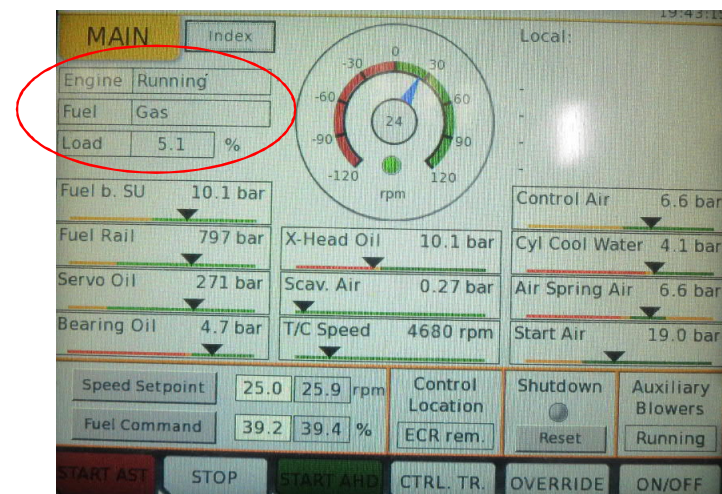 19:43:1
MAIN Index Local:
Engine Running
Fuel Gas
Load 5.1 %
-120 -90 -60 -30 0 30 60 90 120
24
rpm
Fuel b. SU 10.1 bar
Fuel Rail 797 bar
Servo Oil 271 bar
Bearing Oil 4.7 bar
X-Head Oil 10.1 bar
Scav. Air 0.27 bar
T/C Speed 4680 rpm
Control Air 6.6 bar
Cyl Cool Water 4.1 bar
Air Spring Air 6.6 bar
Start Air 19.0 bar
Speed Setpoint 25.0 25.9 rpm
Fuel Command 39.2 39.4 %
Control
Location
ECR rem.
Shutdown
Reset
Auxiliary
Blowers
Running
START AST STOP START AHD CTRL. TR. OVERRIDE ON/OFF